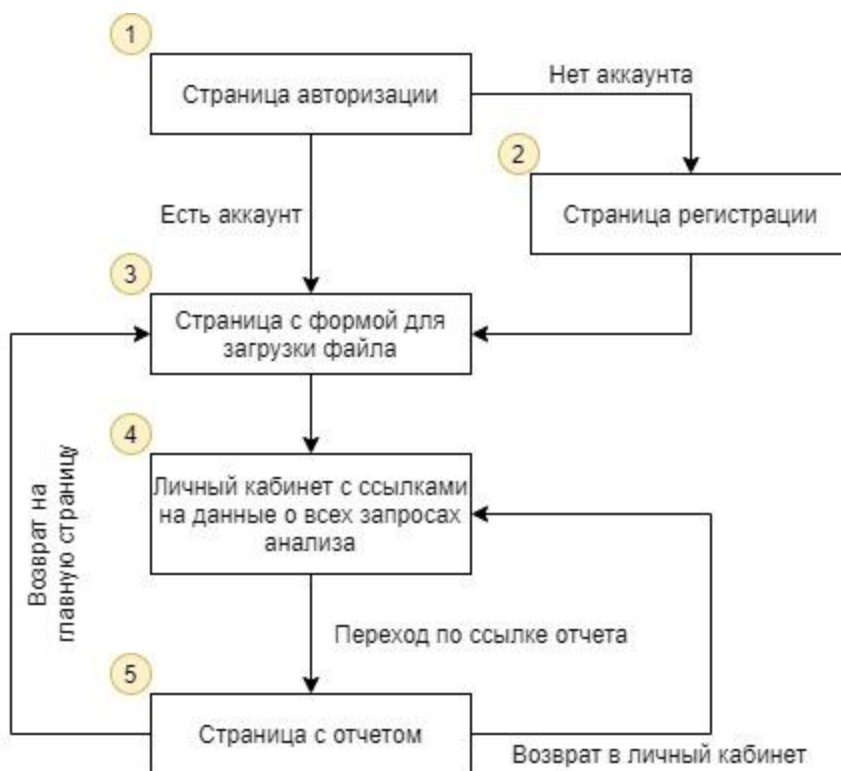 1
Страница авторизации
Нет аккаунта
2
Страница регистрации
Есть аккаунт
3
Страница с формой для
загрузки файла
4
Личный кабинет с ссылками
на данные о всех запросах
анализа
Возврат на
главную страницу
Переход по ссылке отчета
5
Страница с отчетом
Возврат в личный кабинет